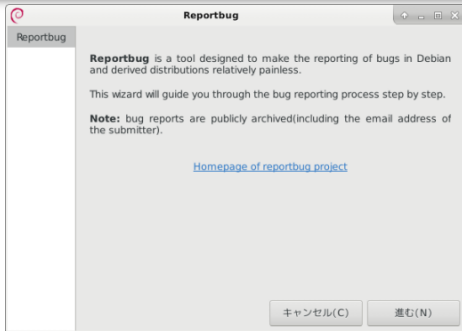 Reportbug
Reportbug
Reportbug is a tool designed to make the reporting of bugs in Debian
and derived distributions relatively painless.
This wizard will guide you through the bug reporting process step by step.
Note: bug reports are publicly archived(including the email address of
the submitter).
Homepage of reportbug project
キャンセル(C)
進む(N)